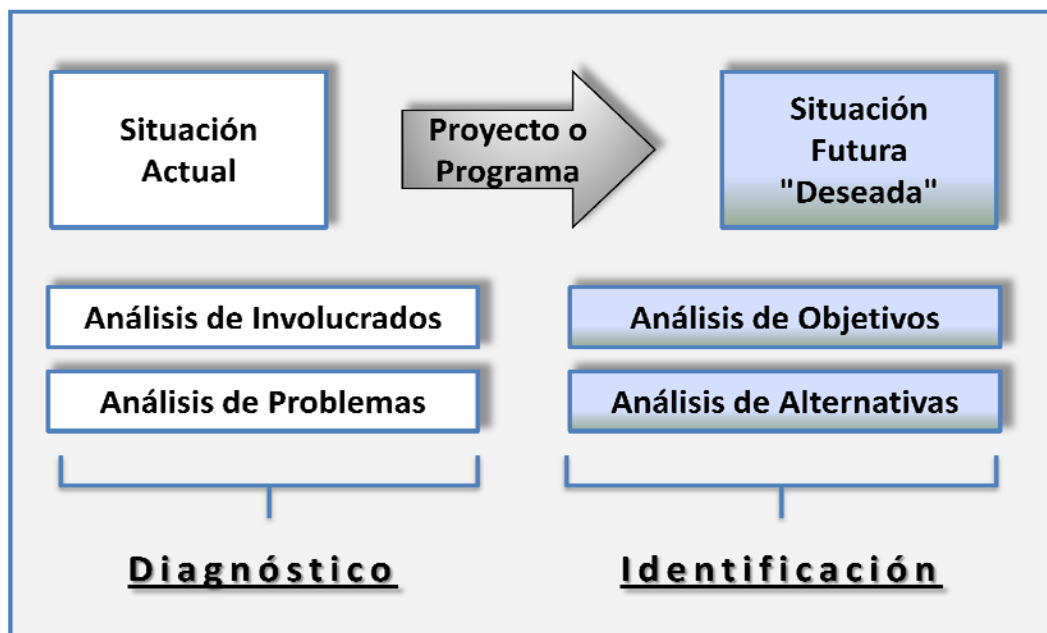 Situación
Actual
Proyecto o
Programa
Situación
Futura
"Deseada"
Análisis de Involucrados
Análisis de Objetivos
Análisis de Problemas
Análisis de Alternativas
Diagnóstico
Identificación